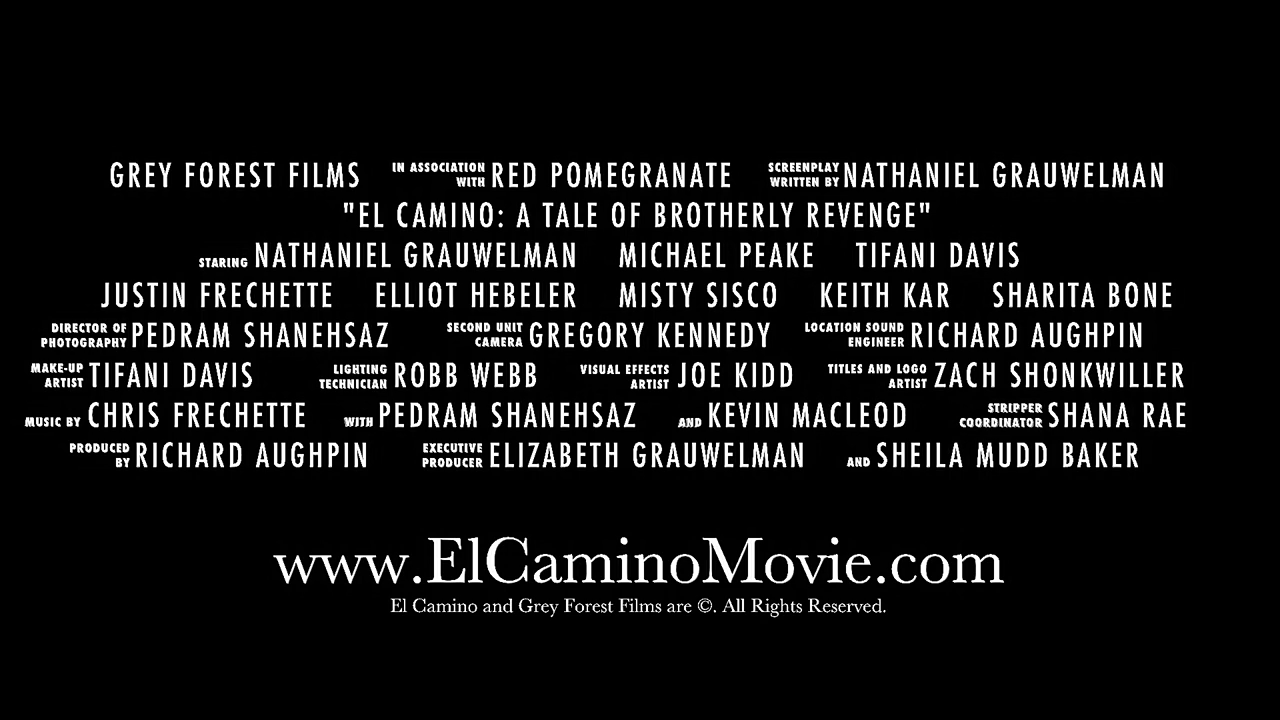 GREY FOREST FILMS IN ASSOCIATION WITH RED POMEGRANATE SCREENPLAY WRITTEN BY NATHANIEL GRAUWELMAN
"EL CAMINO: A TALE OF BROTHERLY REVENGE"
STARING NATHANIEL GRAUWELMAN MICHAEL PEAKE TIFANI DAVIS
JUSTIN FRECHETTE ELLIOT HEBELER MISTY SISCO KEITH KAR SHARITA BONE
DIRECTOR OF PHOTOGRAPHY PEDRAM SHANEHSAZ SECOND UNIT CAMERA GREGORY KENNEDY LOCATION SOUND ENGINEER RICHARD AUGHPIN
MAKE-UP ARTIST TIFANI DAVIS LIGHTING TECHNICIAN ROBB WEBB VISUAL EFFECTS ARTIST JOE KIDD TITLES AND LOGO ARTIST ZACH SHONKWILLER
MUSIC BY CHRIS FRECHETTE WITH PEDRAM SHANEHSAZ AND KEVIN MACLEOD STRIPPER COORDINATOR SHANA RAE
PRODUCED BY RICHARD AUGHPIN EXECUTIVE PRODUCER ELIZABETH GRAUWELMAN AND SHEILA MUDD BAKER
www.ElCaminoMovie.com
El Camino and Grey Forest Films are ©. All Rights Reserved.